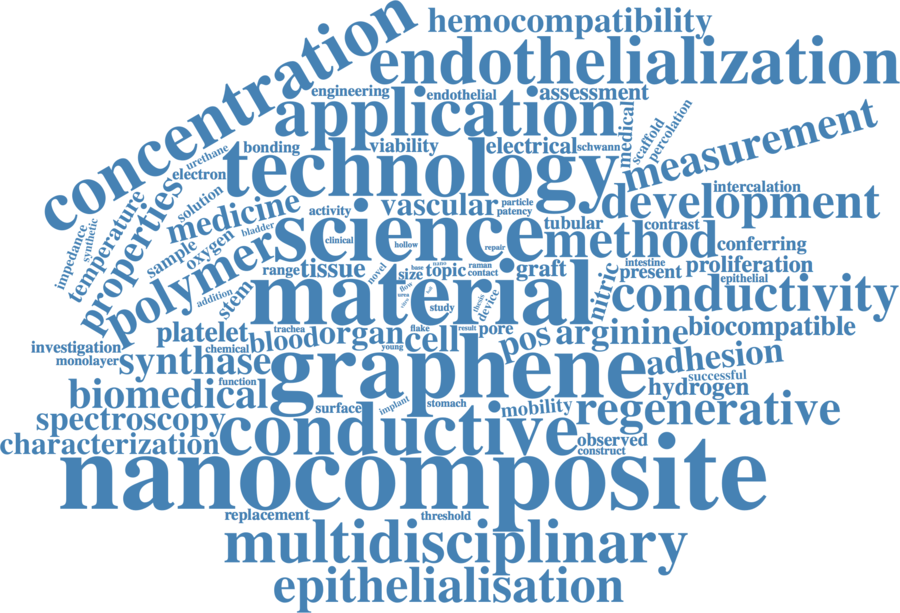 hemocompatibility
concentration
endothelialization
engineering
endothelial
assessment
application
medical
scaffold
percolation
measurement
urethane
bonding
viability
electrical
schwann
electron
technology
intercalation
solution
vascular
particle
patency
development
impedance
synthetic
temperature
properties
medicine
activity
bladder
oxygen
sample
science
clinical
hollow
repair
tubular
contrast
method
conferring
polymer
range
tissue
novel
size
topic
raman
contact
graft
intestine
present
proliferation
epithelial
addition
stem
material
flow
study
thesis
device
nitric
conductivity
platelet
trachea
blood
organ
flake
cell
result
pore
pos
arginine
biocompatible
investigation
monolayer
chemical
synthase
young
graphene
adhesion
successful
hydrogen
biomedical
function
surface
implant
stomach
mobility
regenerative
spectroscopy
characterization
conductive
observed
construct
nanocomposite
replacement
threshold
multidisciplinary
epithelialisation